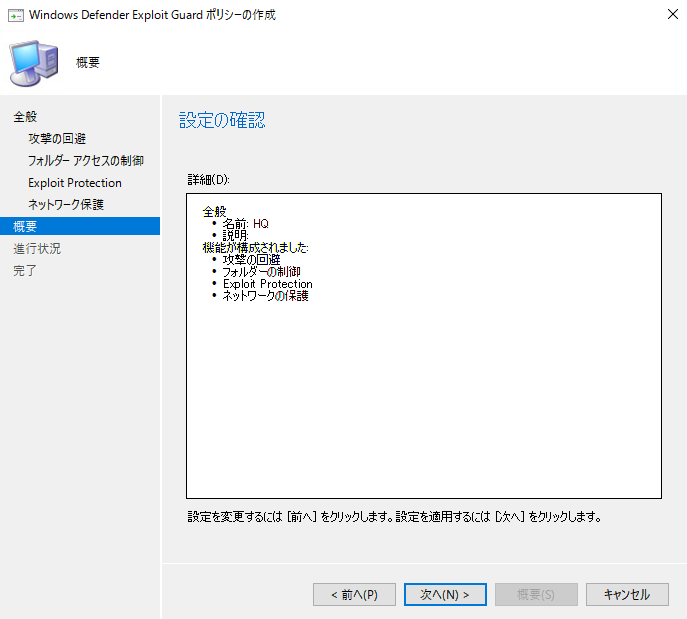 Windows Defender Exploit Guard ポリシーの作成
概要
全般
攻撃の回避
フォルダー アクセスの制御
Exploit Protection
ネットワーク保護
概要
進行状況
完了
設定の確認
詳細(D):
全般
• 名前: HQ
• 説明:
機能が構成されました:
• 攻撃の回避
• フォルダーの制御
• Exploit Protection
• ネットワークの保護
設定を変更するには [前へ] をクリックします。設定を適用するには [次へ] をクリックします。
< 前へ(P)
次へ(N) >
概要(S)
キャンセル